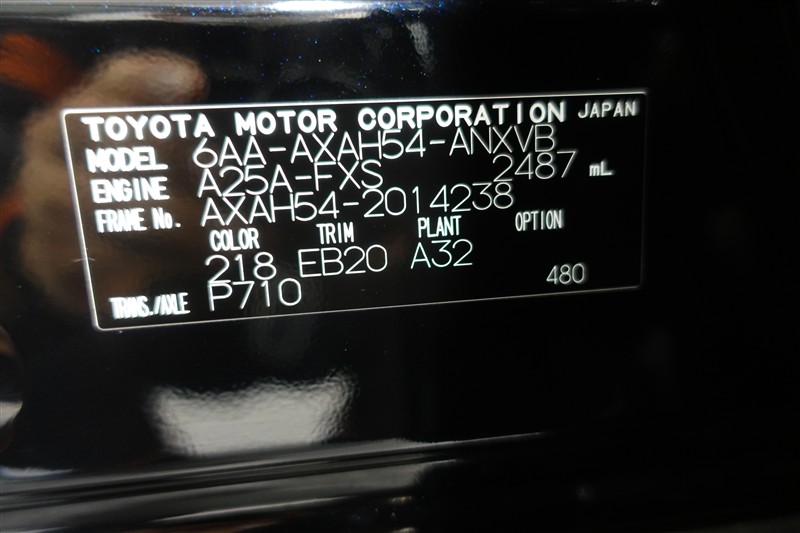 TOYOTA MOTOR CORPORATION JAPAN
MODEL 6AA-AXAH54-ANXVB
ENGINE A25A-FXS 2487 mL
FRAME No. AXAH54-2014238
COLOR TRIM PLANT OPTION
218 EB20 A32
TRANS./AXLE P710 480